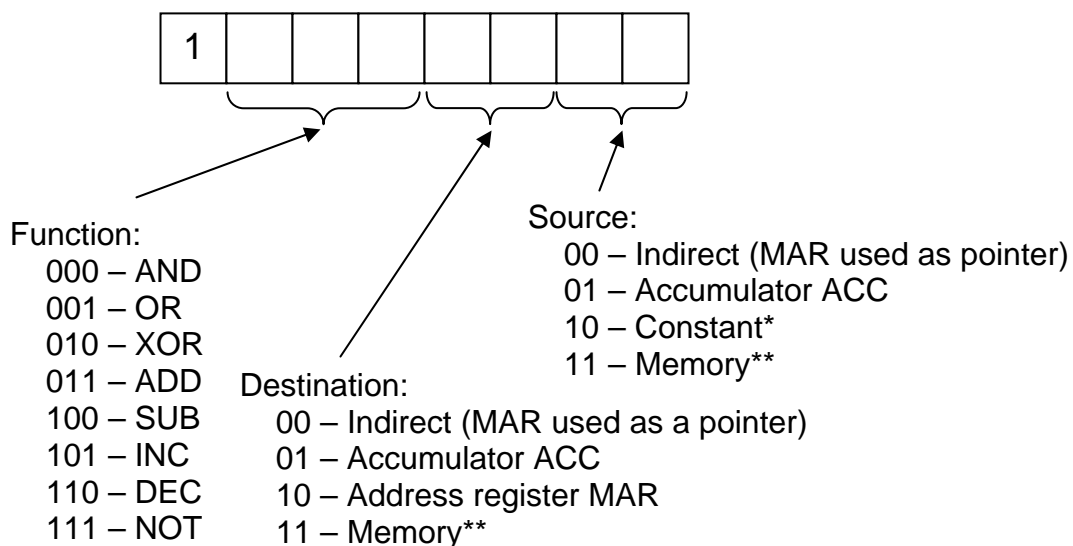 1
Function:
000 – AND
001 – OR
010 – XOR
011 – ADD
100 – SUB
101 – INC
110 – DEC
111 – NOT
Destination:
00 – Indirect (MAR used as a pointer)
01 – Accumulator ACC
10 – Address register MAR
11 – Memory**
Source:
00 – Indirect (MAR used as pointer)
01 – Accumulator ACC
10 – Constant*
11 – Memory**